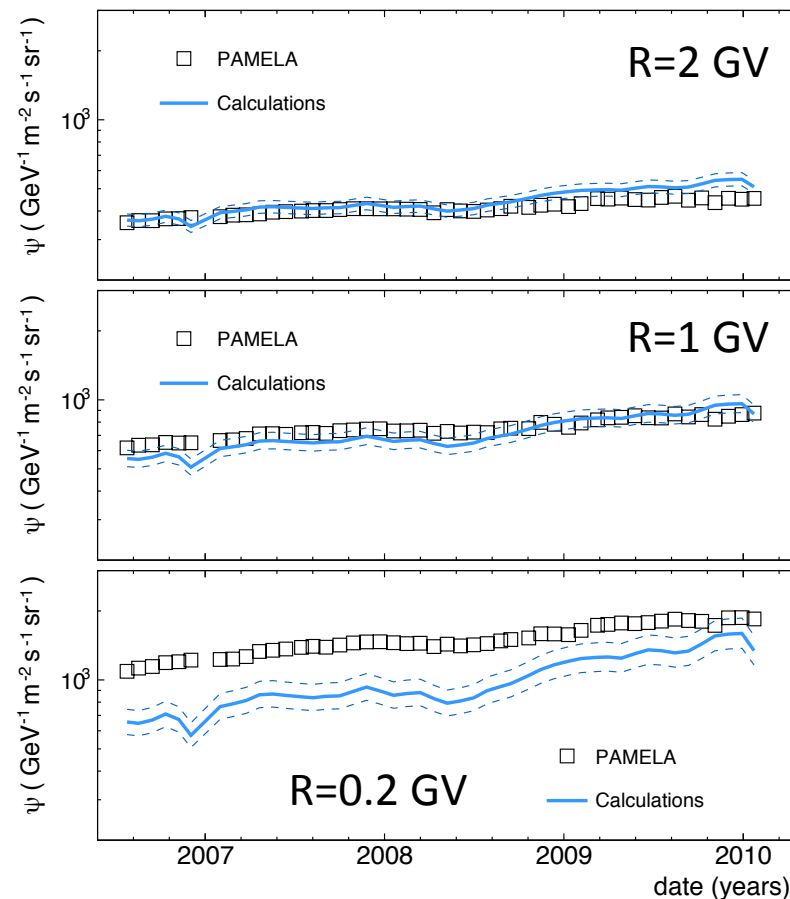 R=2 GV
PAMELA
Calculations
10³
ψ ( GeV⁻¹ m⁻² s⁻¹ sr⁻¹ )
R=1 GV
PAMELA
Calculations
10³
ψ ( GeV⁻¹ m⁻² s⁻¹ sr⁻¹ )
10³
ψ ( GeV⁻¹ m⁻² s⁻¹ sr⁻¹ )
PAMELA
R=0.2 GV
Calculations
2007 2008 2009 2010
date (years)